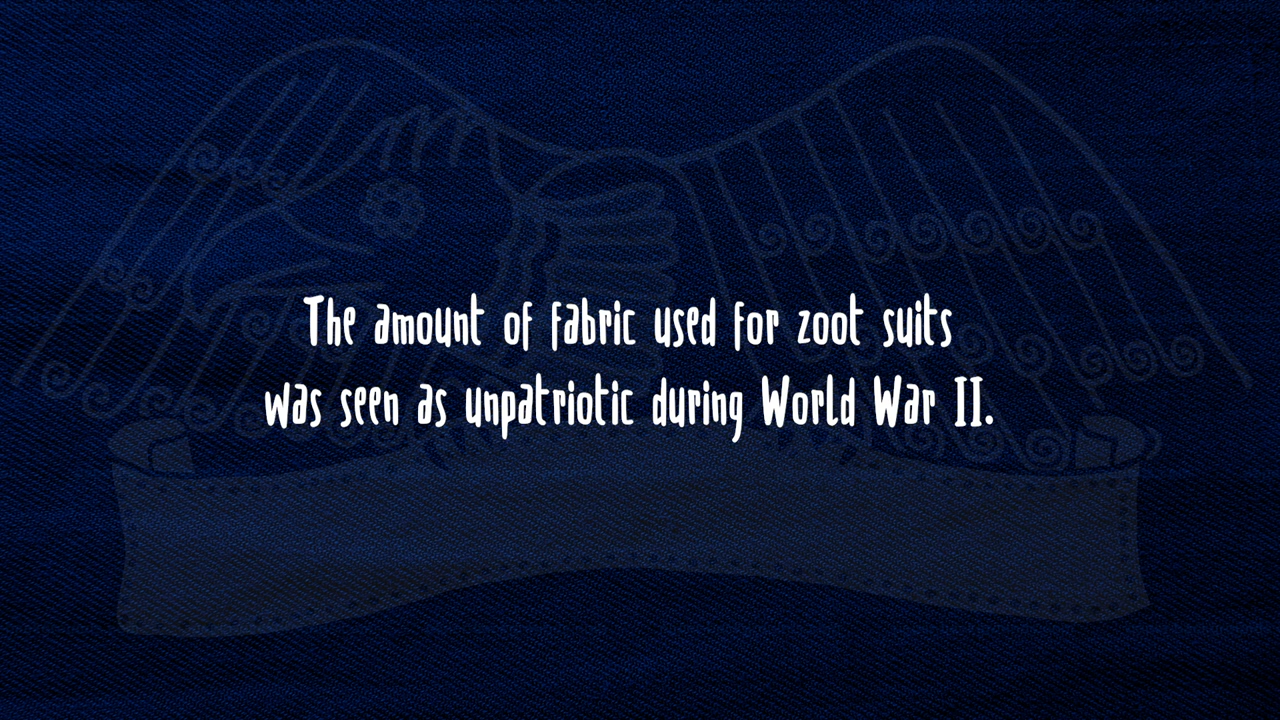 The amount of fabric used for zoot suits
was seen as unpatriotic during World War II.